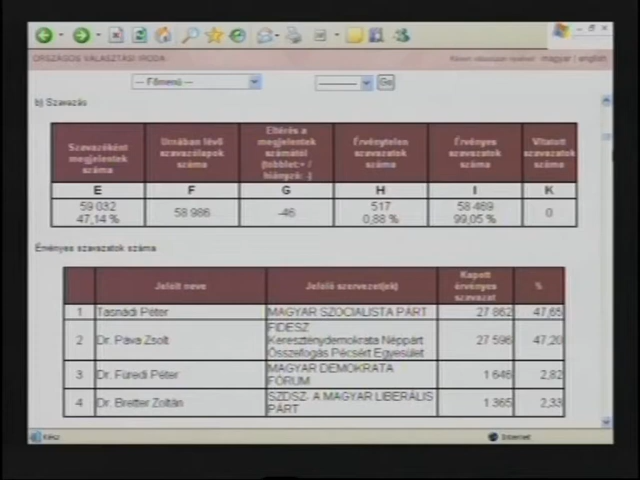 ORSZÁGOS VÁLASZTÁSI IRODA
magyar | english
--- Főmenü ---
Go
b) Szavazás
Szavazóként megjelentek száma
Urnában lévő szavazólapok száma
Eltérés a megjelentek számától (többlet:+ / hiányzó: -)
Érvénytelen szavazatok száma
Érvényes szavazatok száma
Vitatott szavazatok száma
E F G H I K
59 032 47,14 % 58 986 -46 517 0,88 % 58 469 99,05 % 0
Érvényes szavazatok száma
Jelölt neve Jelölő szervezet(ek) Kapott érvényes szavazat %
1 Tasnádi Péter MAGYAR SZOCIALISTA PÁRT 27 862 47,65
2 Dr. Páva Zsolt FIDESZ Kereszténydemokrata Néppárt Összefogás Pécsért Egyesület 27 596 47,20
3 Dr. Füredi Péter MAGYAR DEMOKRATA FÓRUM 1 646 2,82
4 Dr. Bretter Zoltán SZDSZ- A MAGYAR LIBERÁLIS PÁRT 1 365 2,33
Kész
Internet